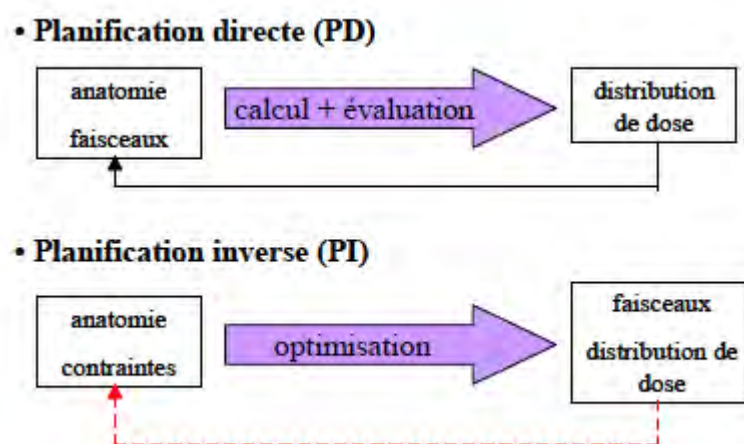 • Planification directe (PD)
anatomie
faisceaux
calcul + évaluation
distribution
de dose
• Planification inverse (PI)
anatomie
contraintes
optimisation
faisceaux
distribution de
dose